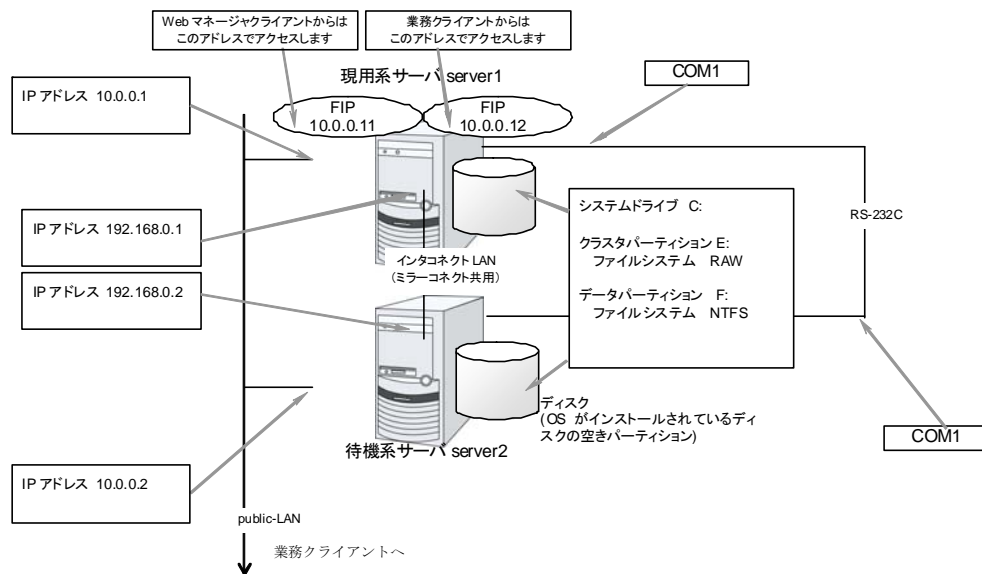 Web マネージャクライアントからは
このアドレスでアクセスします
業務クライアントからは
このアドレスでアクセスします
現用系サーバ server1
COM1
IP アドレス 10.0.0.1
FIP
10.0.0.11
FIP
10.0.0.12
システムドライブ C:
クラスタパーティション E:
ファイルシステム RAW
データパーティション F:
ファイルシステム NTFS
RS-232C
IP アドレス 192.168.0.1
インタコネクト LAN
(ミラーコネクト共用)
IP アドレス 192.168.0.2
ディスク
(OS がインストールされているディ
スクの空きパーティション)
COM1
待機系サーバ server2
IP アドレス 10.0.0.2
public-LAN
業務クライアントへ